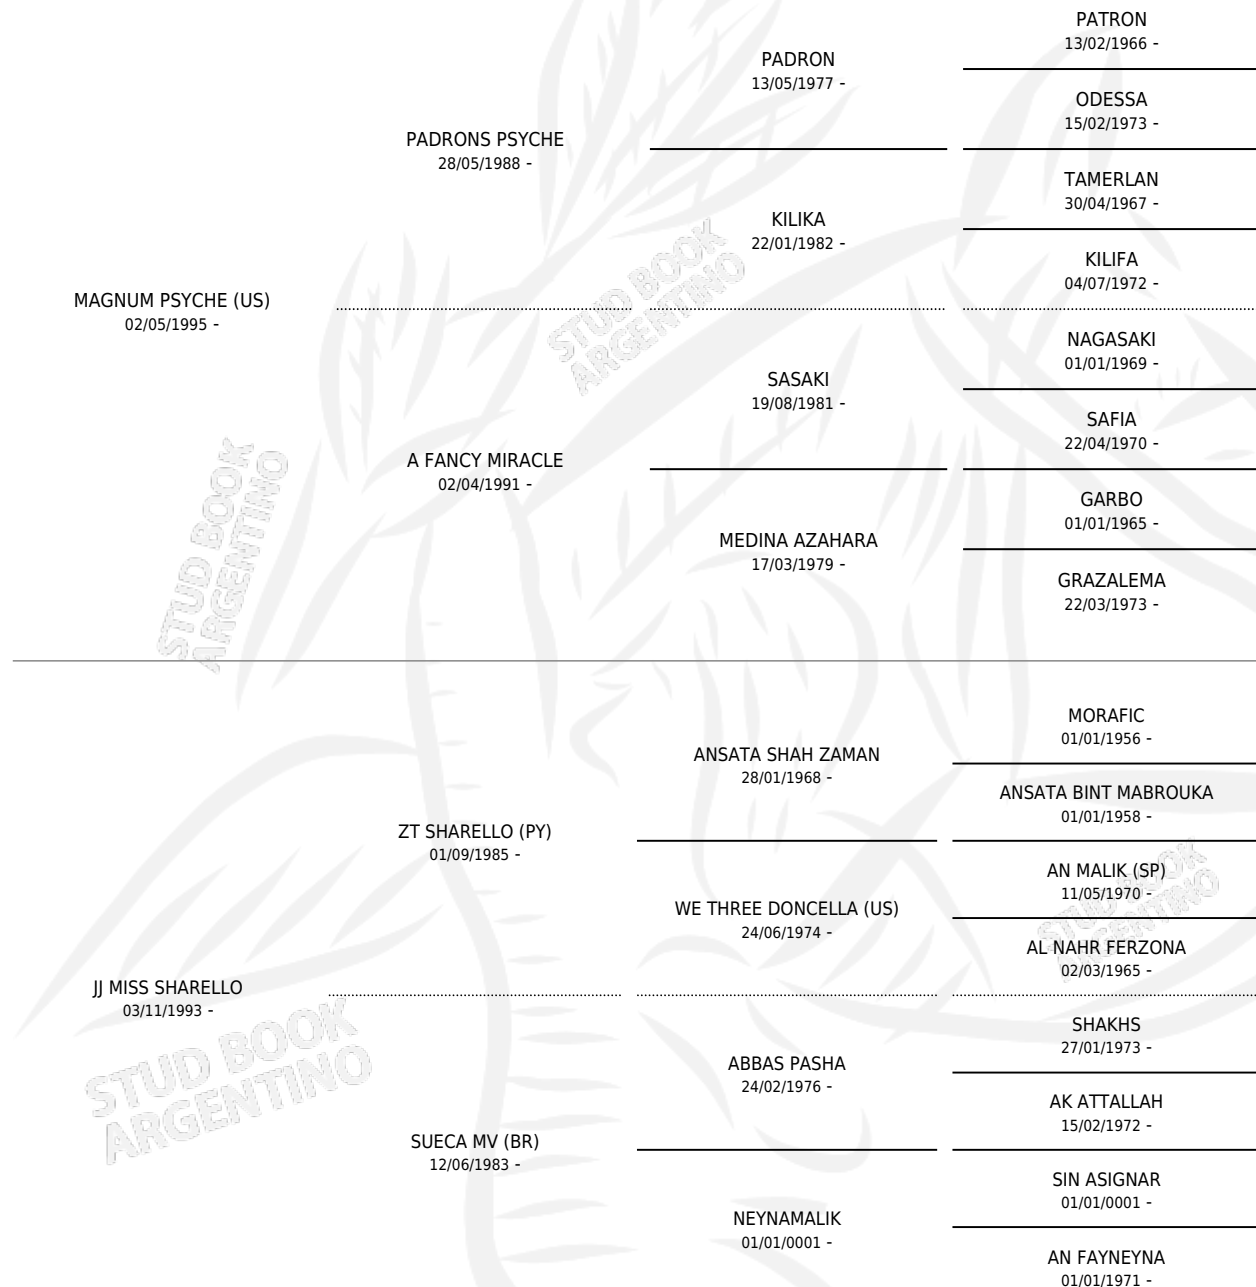 PATRON
13/02/1966 -
PADRON
13/05/1977 -
ODESSA
15/02/1973 -
PADRONS PSYCHE
28/05/1988 -
TAMERLAN
30/04/1967 -
KILIKA
22/01/1982 -
KILIFA
04/07/1972 -
MAGNUM PSYCHE (US)
02/05/1995 -
NAGASAKI
01/01/1969 -
SASAKI
19/08/1981 -
SAFIA
22/04/1970 -
A FANCY MIRACLE
02/04/1991 -
GARBO
01/01/1965 -
MEDINA AZAHARA
17/03/1979 -
GRAZALEMA
22/03/1973 -
MORAFIC
01/01/1956 -
ANSATA SHAH ZAMAN
28/01/1968 -
ANSATA BINT MABROUKA
01/01/1958 -
ZT SHARELLO (PY)
01/09/1985 -
AN MALIK (SP)
11/05/1970 -
WE THREE DONCELLA (US)
24/06/1974 -
AL NAHR FERZONA
02/03/1965 -
JJ MISS SHARELLO
03/11/1993 -
SHAKHS
27/01/1973 -
ABBAS PASHA
24/02/1976 -
AK ATTALLAH
15/02/1972 -
SUECA MV (BR)
12/06/1983 -
SIN ASIGNAR
01/01/0001 -
NEYNAMALIK
01/01/0001 -
AN FAYNEYNA
01/01/1971 -
STUD BOOK
ARGENTINO
STUD BOOK
ARGENTINO
STUD BOOK
ARGENTINO
STUD BOOK
ARGENTINO